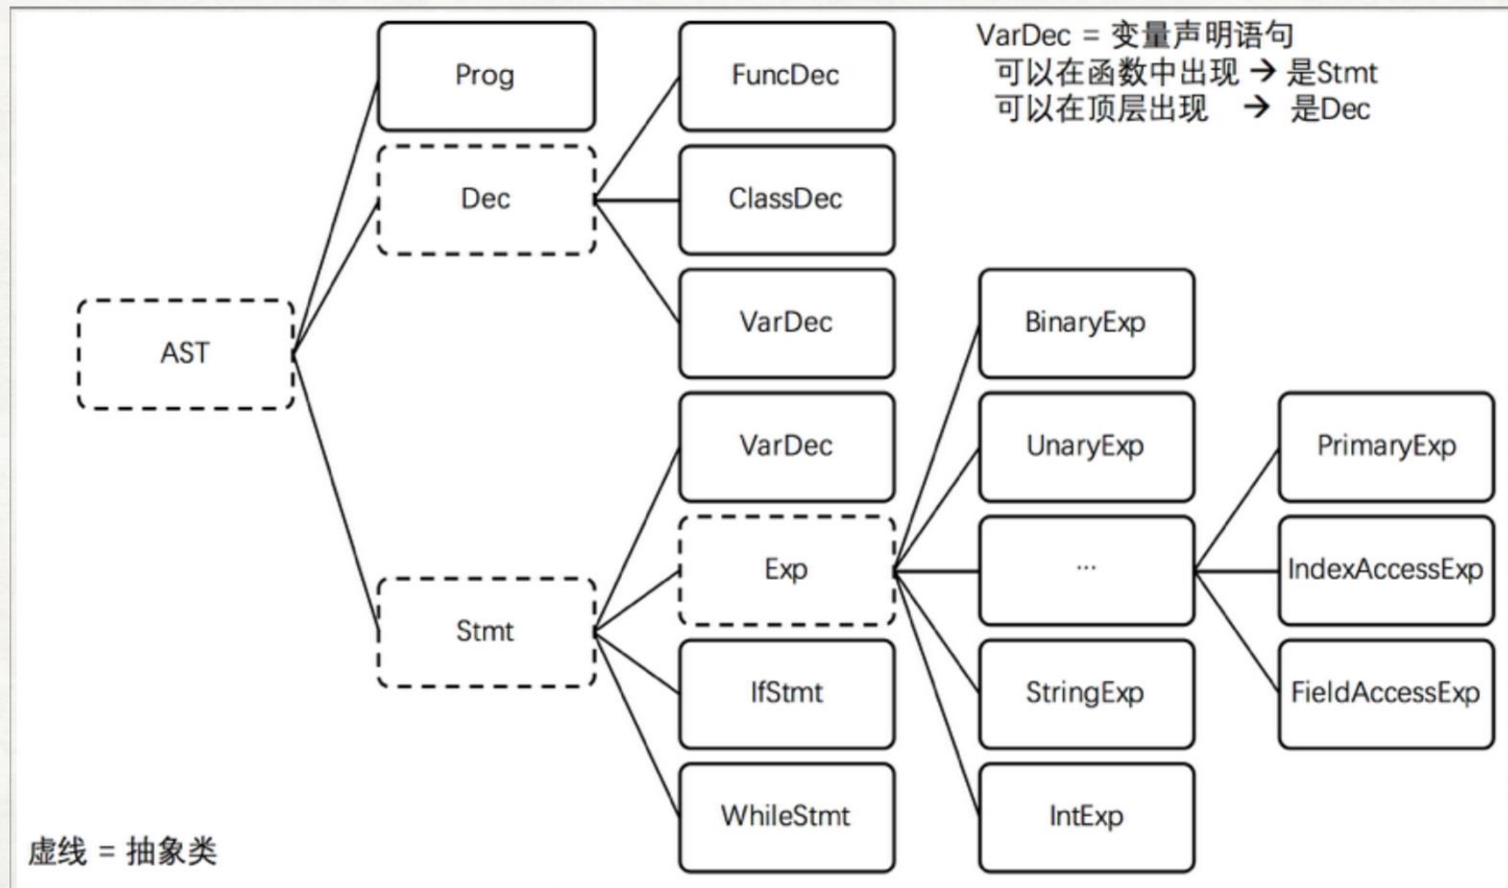 Prog
FuncDec
VarDec = 变量声明语句
可以在函数中出现 → 是Stmt
可以在顶层出现 → 是Dec
Dec
ClassDec
VarDec
BinaryExp
AST
VarDec
UnaryExp
PrimaryExp
Exp
...
IndexAccessExp
Stmt
IfStmt
StringExp
FieldAccessExp
WhileStmt
IntExp
虚线 = 抽象类